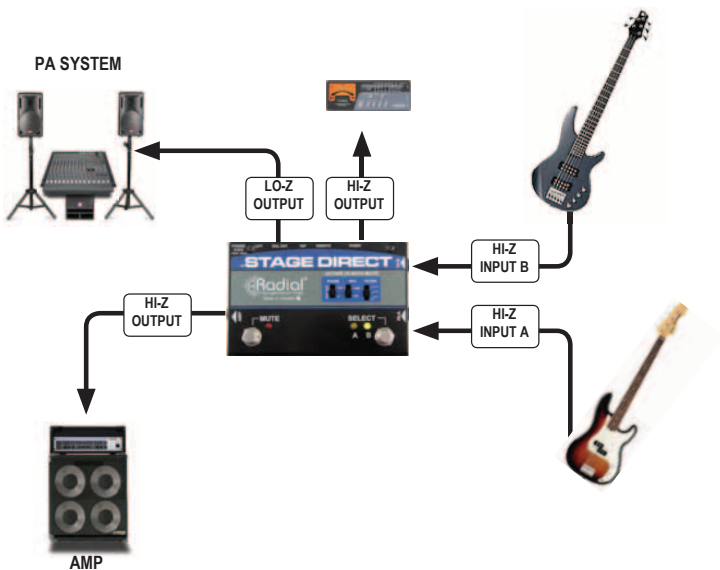 PA SYSTEM
LO-Z
OUTPUT
HI-Z
OUTPUT
HI-Z
INPUT B
STAGE DIRECT
Radial
HI-Z
OUTPUT
HI-Z
INPUT A
MUTE
SELECT
A B
AMP